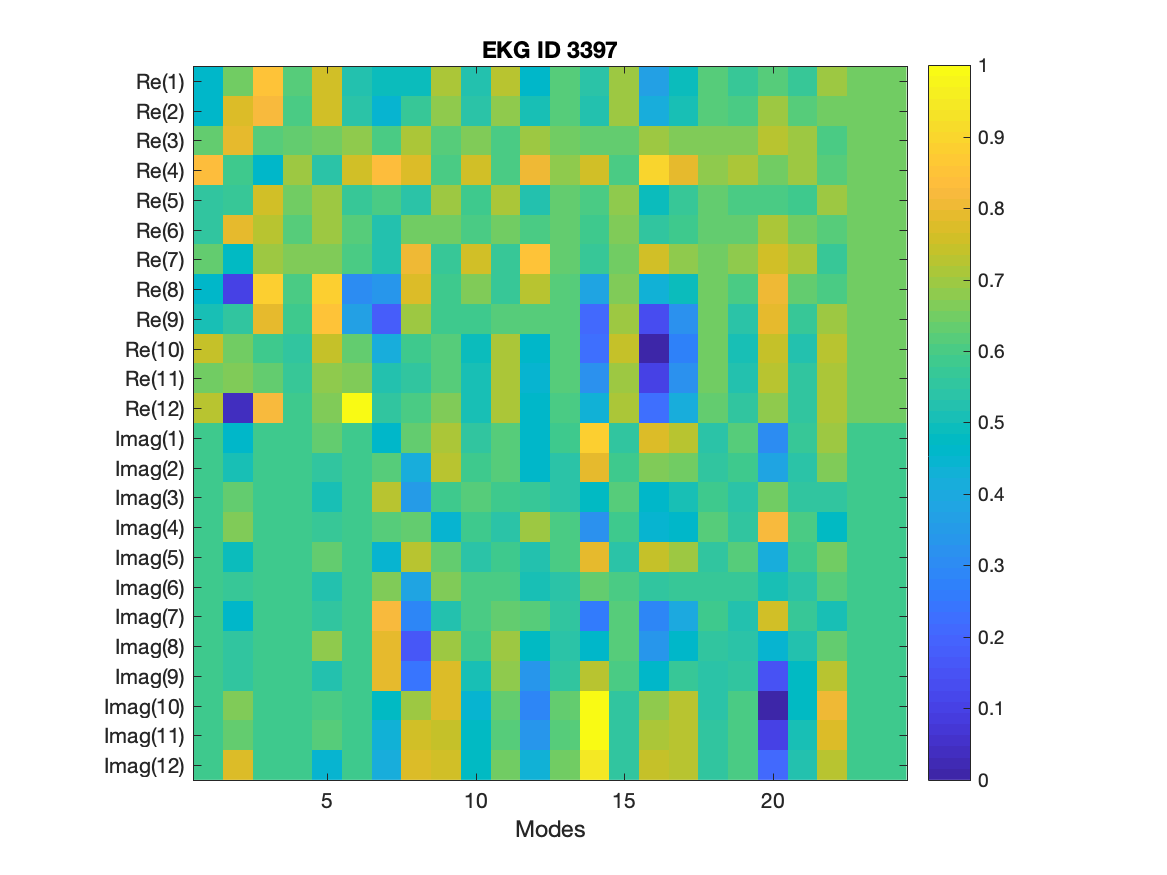 EKG ID 3397
Re(1)
Re(2)
Re(3)
Re(4)
Re(5)
Re(6)
Re(7)
Re(8)
Re(9)
Re(10)
Re(11)
Re(12)
Imag(1)
Imag(2)
Imag(3)
Imag(4)
Imag(5)
Imag(6)
Imag(7)
Imag(8)
Imag(9)
Imag(10)
Imag(11)
Imag(12)
5 10 15 20
Modes
1
0.9
0.8
0.7
0.6
0.5
0.4
0.3
0.2
0.1
0